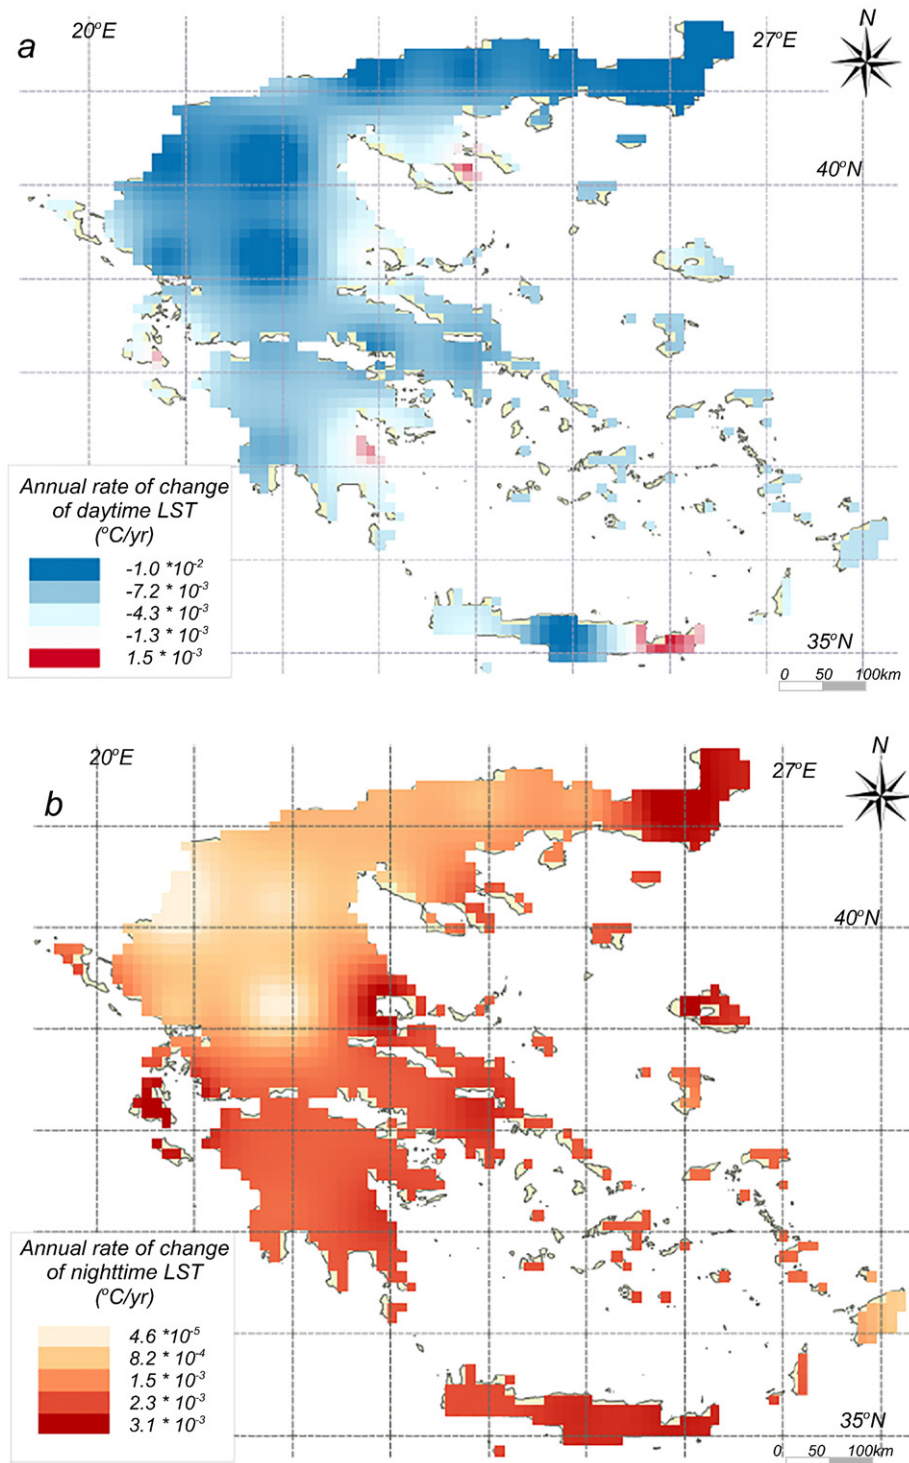 a
20°E
27°E
N
40°N
Annual rate of change
of daytime LST
(°C/yr)
-1.0 *10⁻²
-7.2 * 10⁻³
-4.3 * 10⁻³
-1.3 * 10⁻³
1.5 * 10⁻³
35°N
0 50 100km
b
20°E
27°E
N
40°N
Annual rate of change
of nighttime LST
(°C/yr)
4.6 *10⁻⁵
8.2 * 10⁻⁴
1.5 * 10⁻³
2.3 * 10⁻³
3.1 * 10⁻³
35°N
0 50 100km